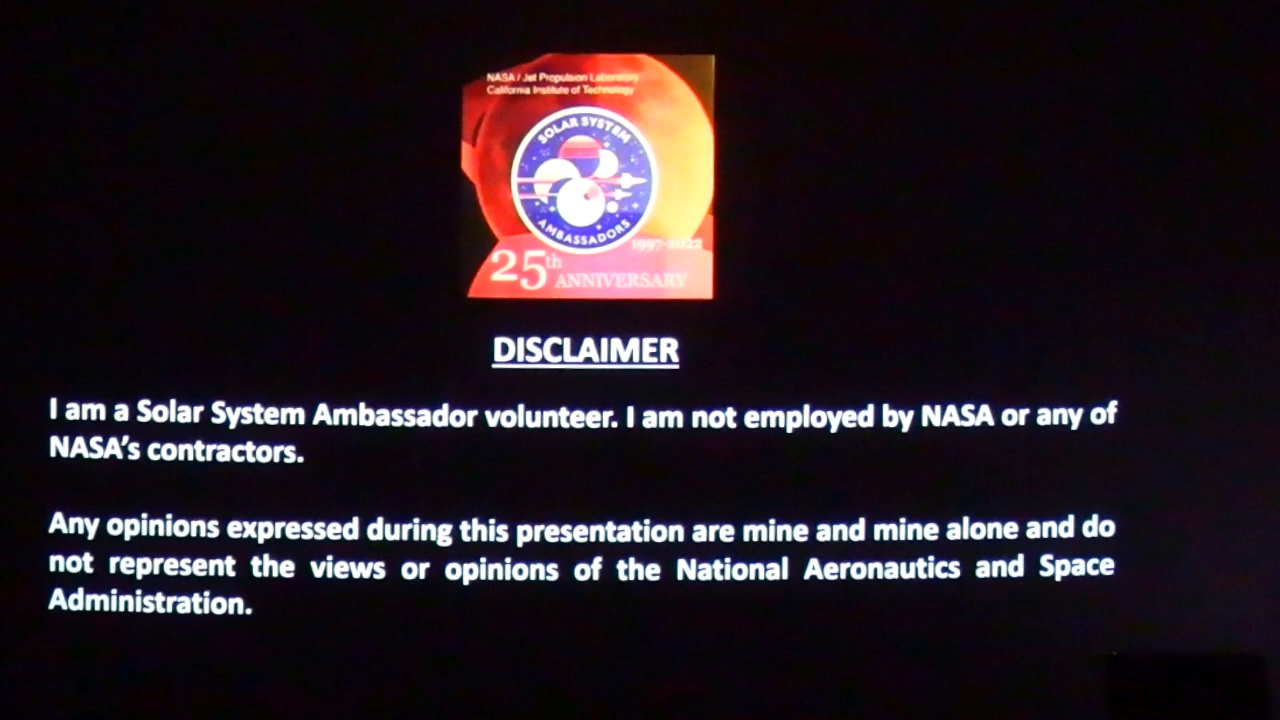 NASA / Jet Propulsion Laboratory
California Institute of Technology
SOLAR SYSTEM
AMBASSADORS
1997-2022
25th ANNIVERSARY
DISCLAIMER
I am a Solar System Ambassador volunteer. I am not employed by NASA or any of
NASA's contractors.
Any opinions expressed during this presentation are mine and mine alone and do
not represent the views or opinions of the National Aeronautics and Space
Administration.